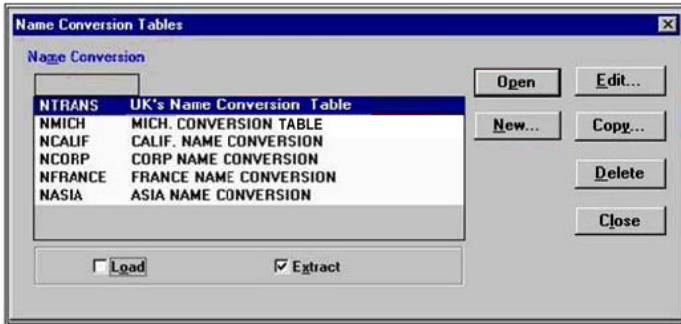 Name Conversion Tables
Name Conversion
NTRANS UK's Name Conversion Table
NMICH MICH. CONVERSION TABLE
NCALIF CALIF. NAME CONVERSION
NCORP CORP NAME CONVERSION
NFRANCE FRANCE NAME CONVERSION
NASIA ASIA NAME CONVERSION
Open Edit...
New... Copy...
Delete
Close
Load Extract